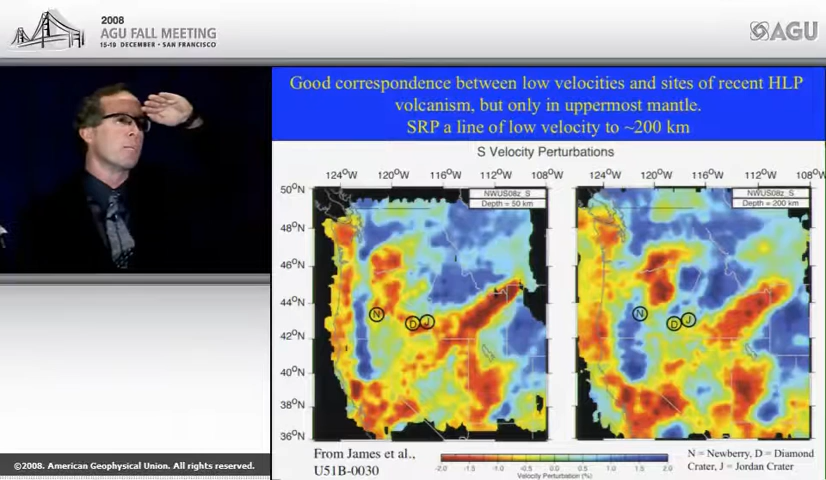 2008
AGU FALL MEETING
15-19 DECEMBER • SAN FRANCISCO
AGU
Good correspondence between low velocities and sites of recent HLP
volcanism, but only in uppermost mantle.
SRP a line of low velocity to ~200 km
S Velocity Perturbations
124°W 120°W 116°W 112°W 108°W 124°W 120°W 116°W 112°W 108°W
50°N
NWUS08z_S
Depth = 50 km
NWUS08z_S
Depth = 200 km
48°N
46°N
44°N
N D J
N D J
42°N
40°N
38°N
36°N
From James et al.,
U51B-0030
-2.0 -1.5 -1.0 -0.5 0.0 0.5 1.0 1.5 2.0
Velocity Perturbation (%)
N = Newberry, D = Diamond
Crater, J = Jordan Crater
©2008. American Geophysical Union. All rights reserved.